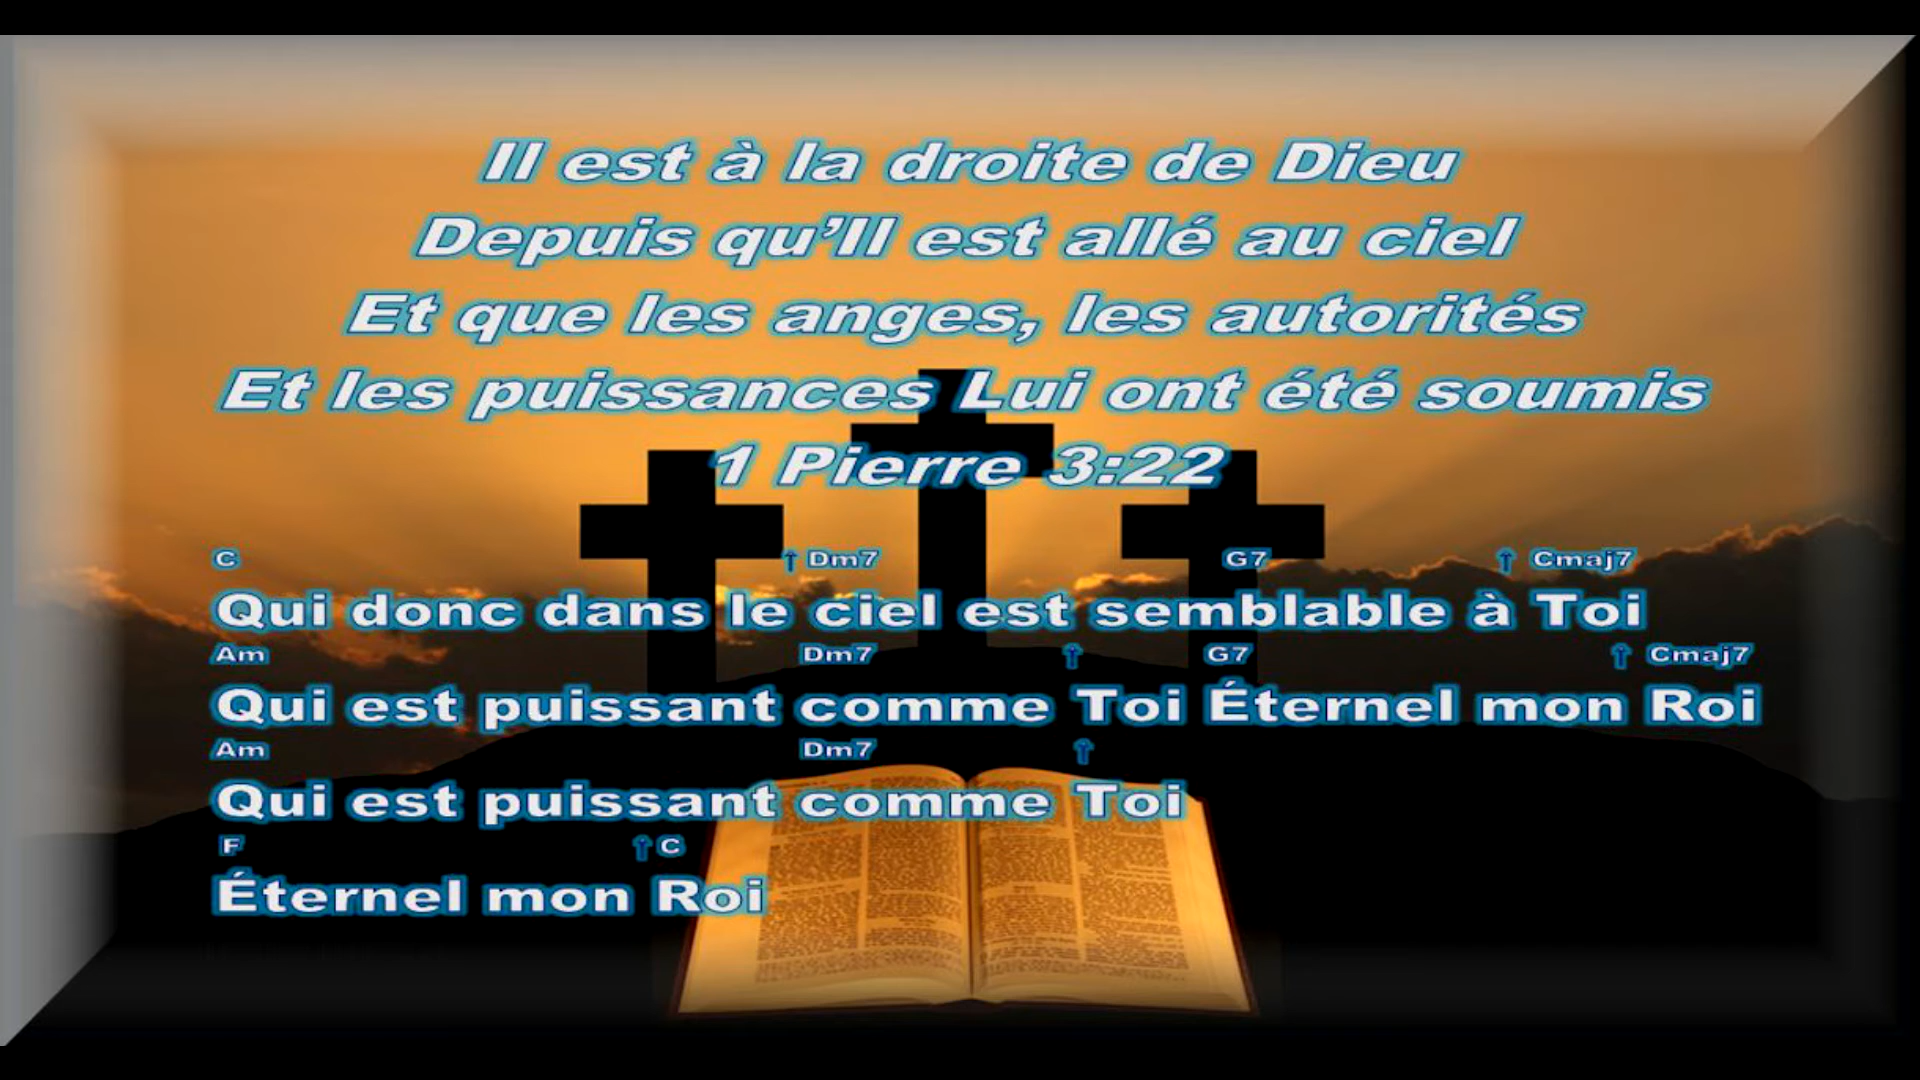 Il est à la droite de Dieu
Depuis qu’Il est allé au ciel
Et que les anges, les autorités
Et les puissances Lui ont été soumis
1 Pierre 3:22
C ↑ Dm7 G7 ↑ Cmaj7
Qui donc dans le ciel est semblable à Toi
Am Dm7 ↑ G7 ↑ Cmaj7
Qui est puissant comme Toi Éternel mon Roi
Am Dm7 ↑
Qui est puissant comme Toi
F ↑ C
Éternel mon Roi